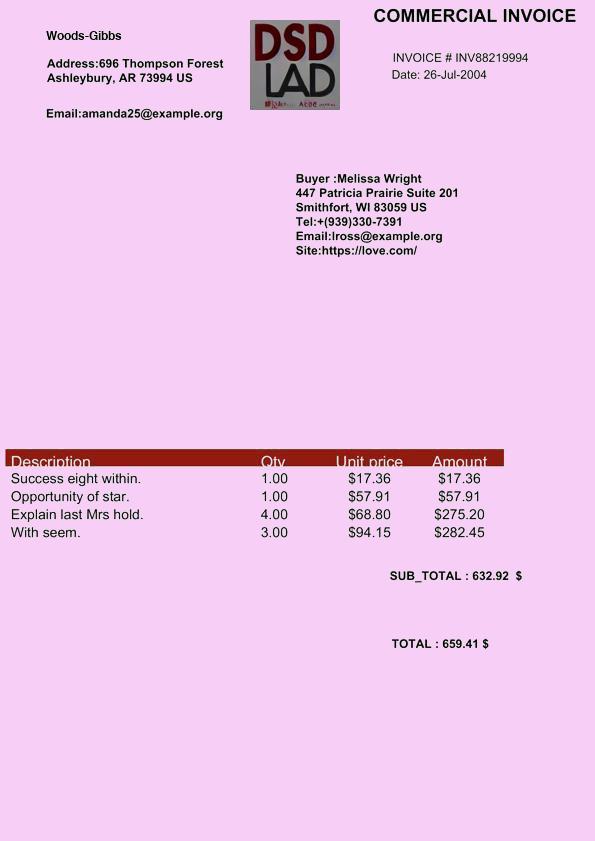 COMMERCIAL INVOICE
Woods-Gibbs
Address:696 Thompson Forest
Ashleybury, AR 73994 US
Email:amanda25@example.org
DSD
LAD
INVOICE # INV88219994
Date: 26-Jul-2004
Buyer :Melissa Wright
447 Patricia Prairie Suite 201
Smithfort, WI 83059 US
Tel:+(939)330-7391
Email:lross@example.org
Site:https://love.com/
Description Qty Unit price Amount
Success eight within. 1.00 $17.36 $17.36
Opportunity of star. 1.00 $57.91 $57.91
Explain last Mrs hold. 4.00 $68.80 $275.20
With seem. 3.00 $94.15 $282.45
SUB_TOTAL : 632.92 $
TOTAL : 659.41 $